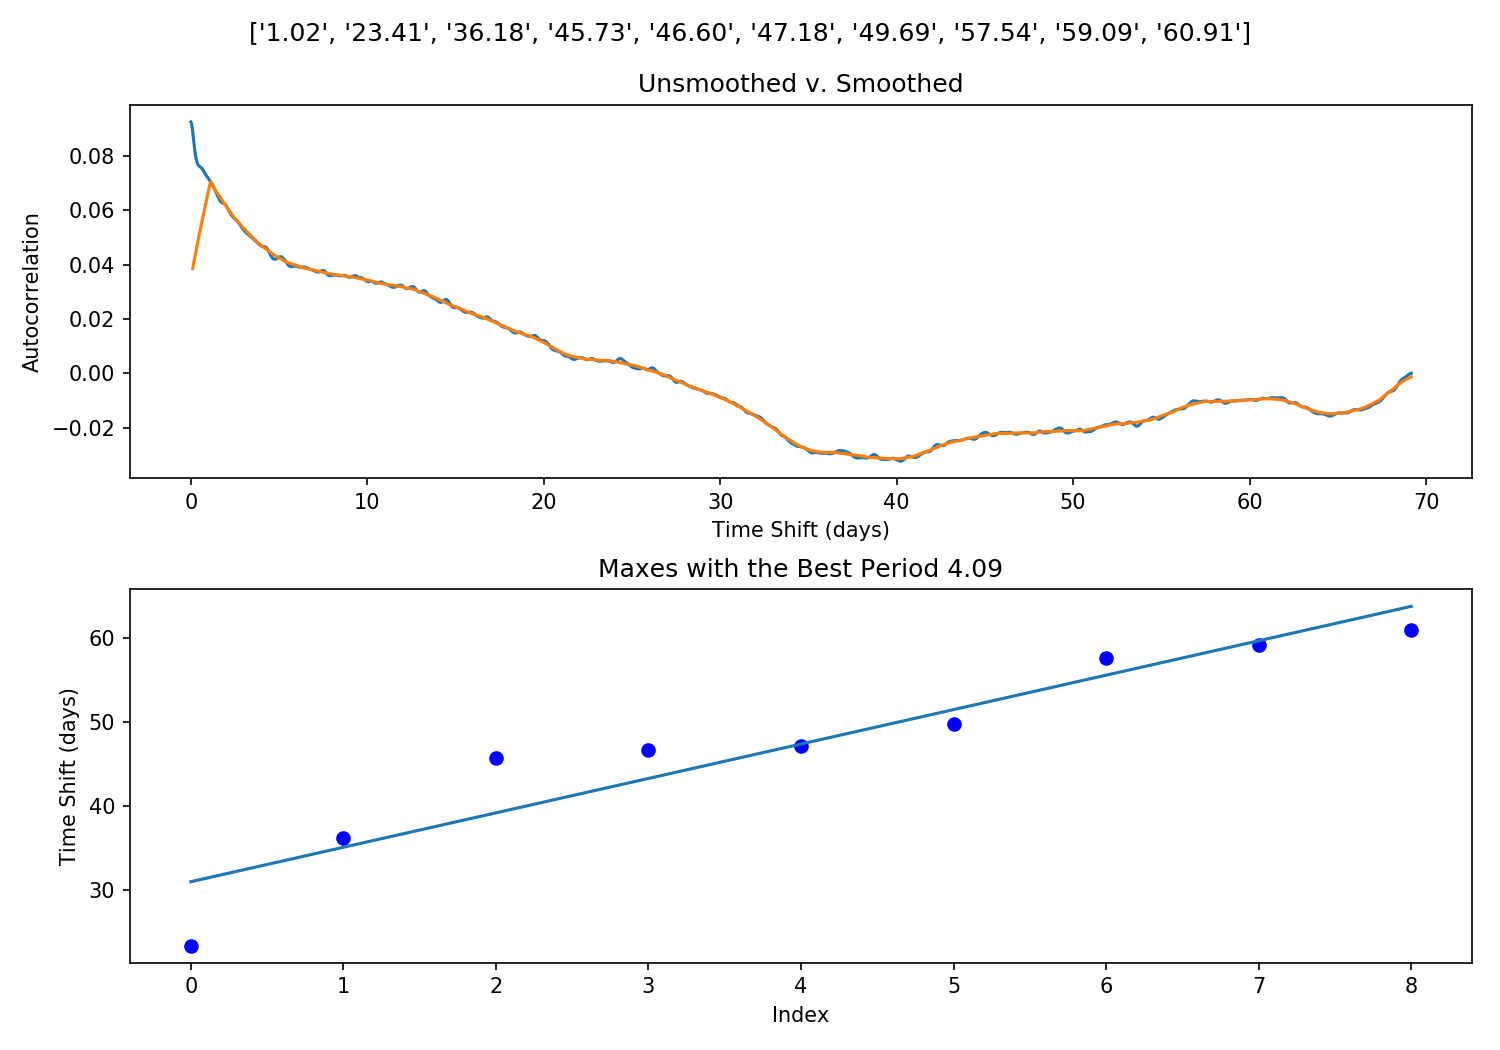 ['1.02', '23.41', '36.18', '45.73', '46.60', '47.18', '49.69', '57.54', '59.09', '60.91']
Unsmoothed v. Smoothed
Autocorrelation
0.08
0.06
0.04
0.02
0.00
−0.02
0 10 20 30 40 50 60 70
Time Shift (days)
Maxes with the Best Period 4.09
Time Shift (days)
60
50
40
30
0 1 2 3 4 5 6 7 8
Index